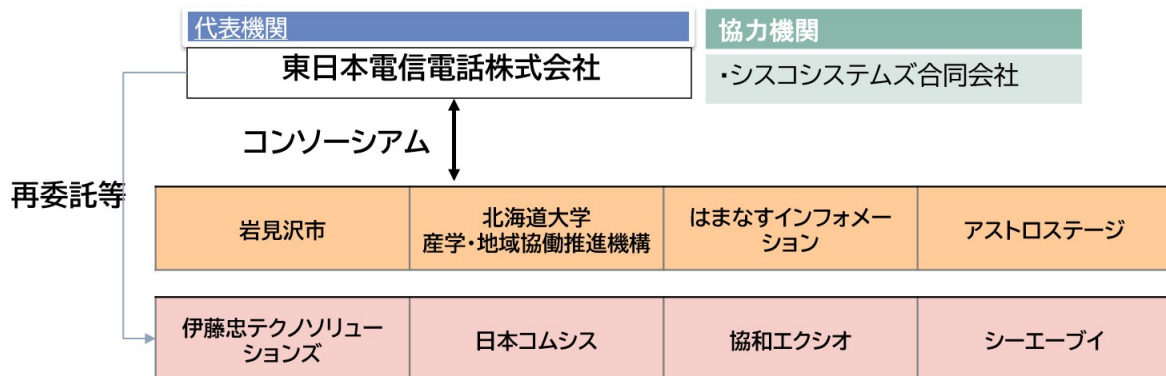 代表機関
協力機関
東日本電信電話株式会社
・シスコシステムズ合同会社
コンソーシアム
再委託等
岩見沢市
北海道大学
産学・地域協働推進機構
はまなすインフォメー
ション
アストロステージ
伊藤忠テクノソリュー
ションズ
日本コムシス
協和エクシオ
シーエーブイ